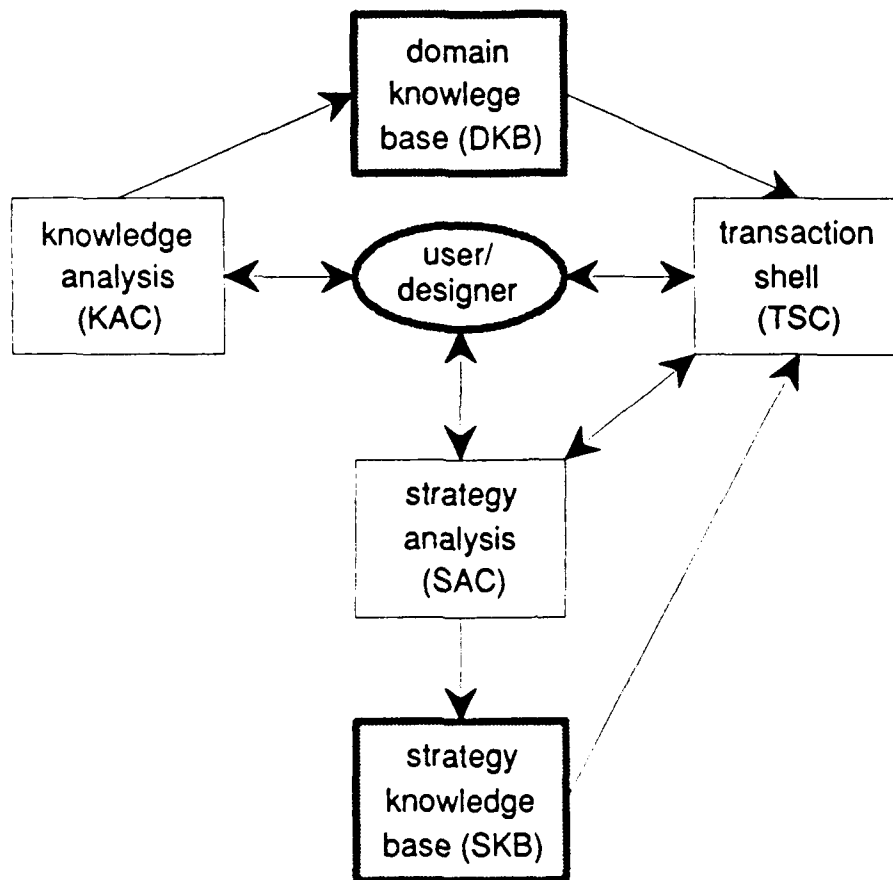 domain
knowlege
base (DKB)
knowledge
analysis
(KAC)
user/
designer
transaction
shell
(TSC)
strategy
analysis
(SAC)
strategy
knowledge
base (SKB)